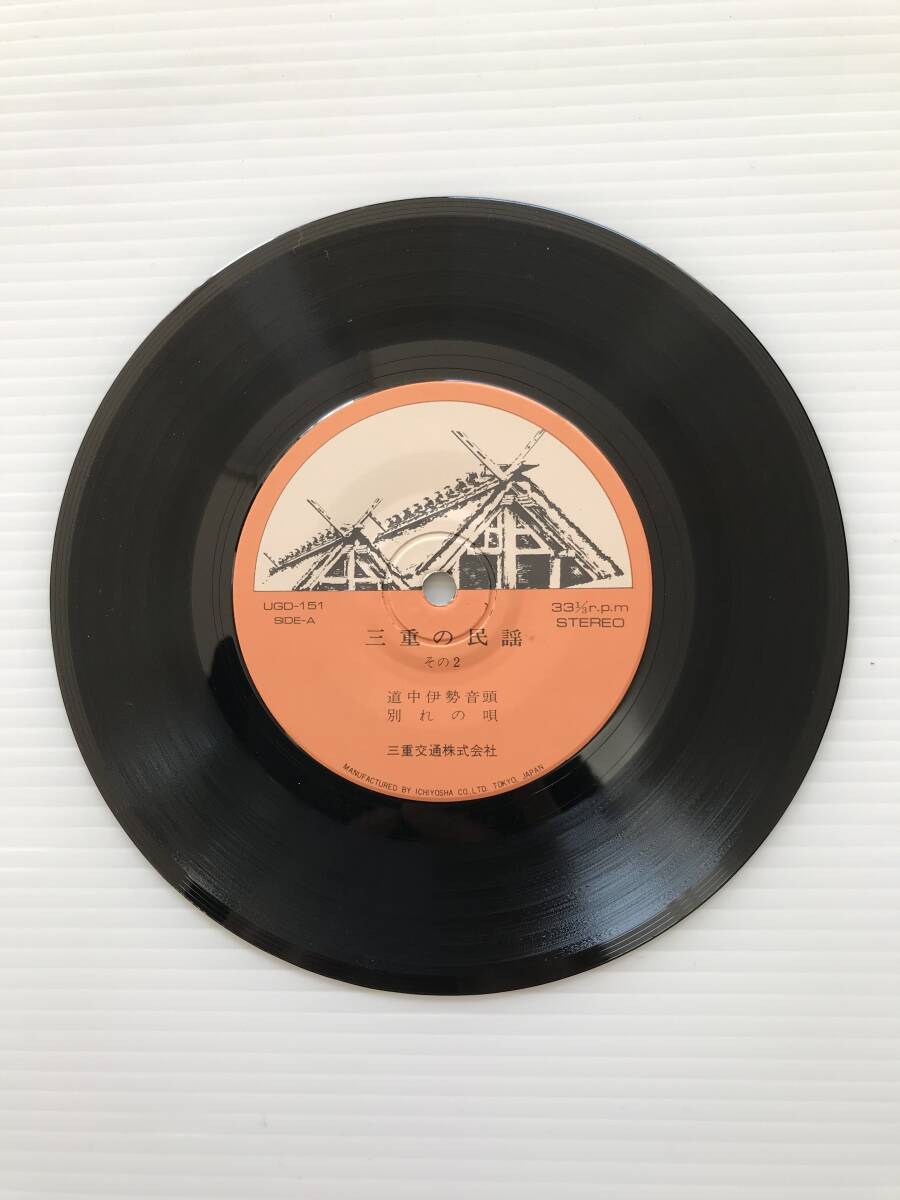 UGD-151
SIDE-A
33⅓r.p.m
STEREO
三重の民謡
その2
道中伊勢音頭
別れの唄
三重交通株式会社
MANUFACTURED BY ICHIYOSHA CO.,LTD. TOKYO, JAPAN